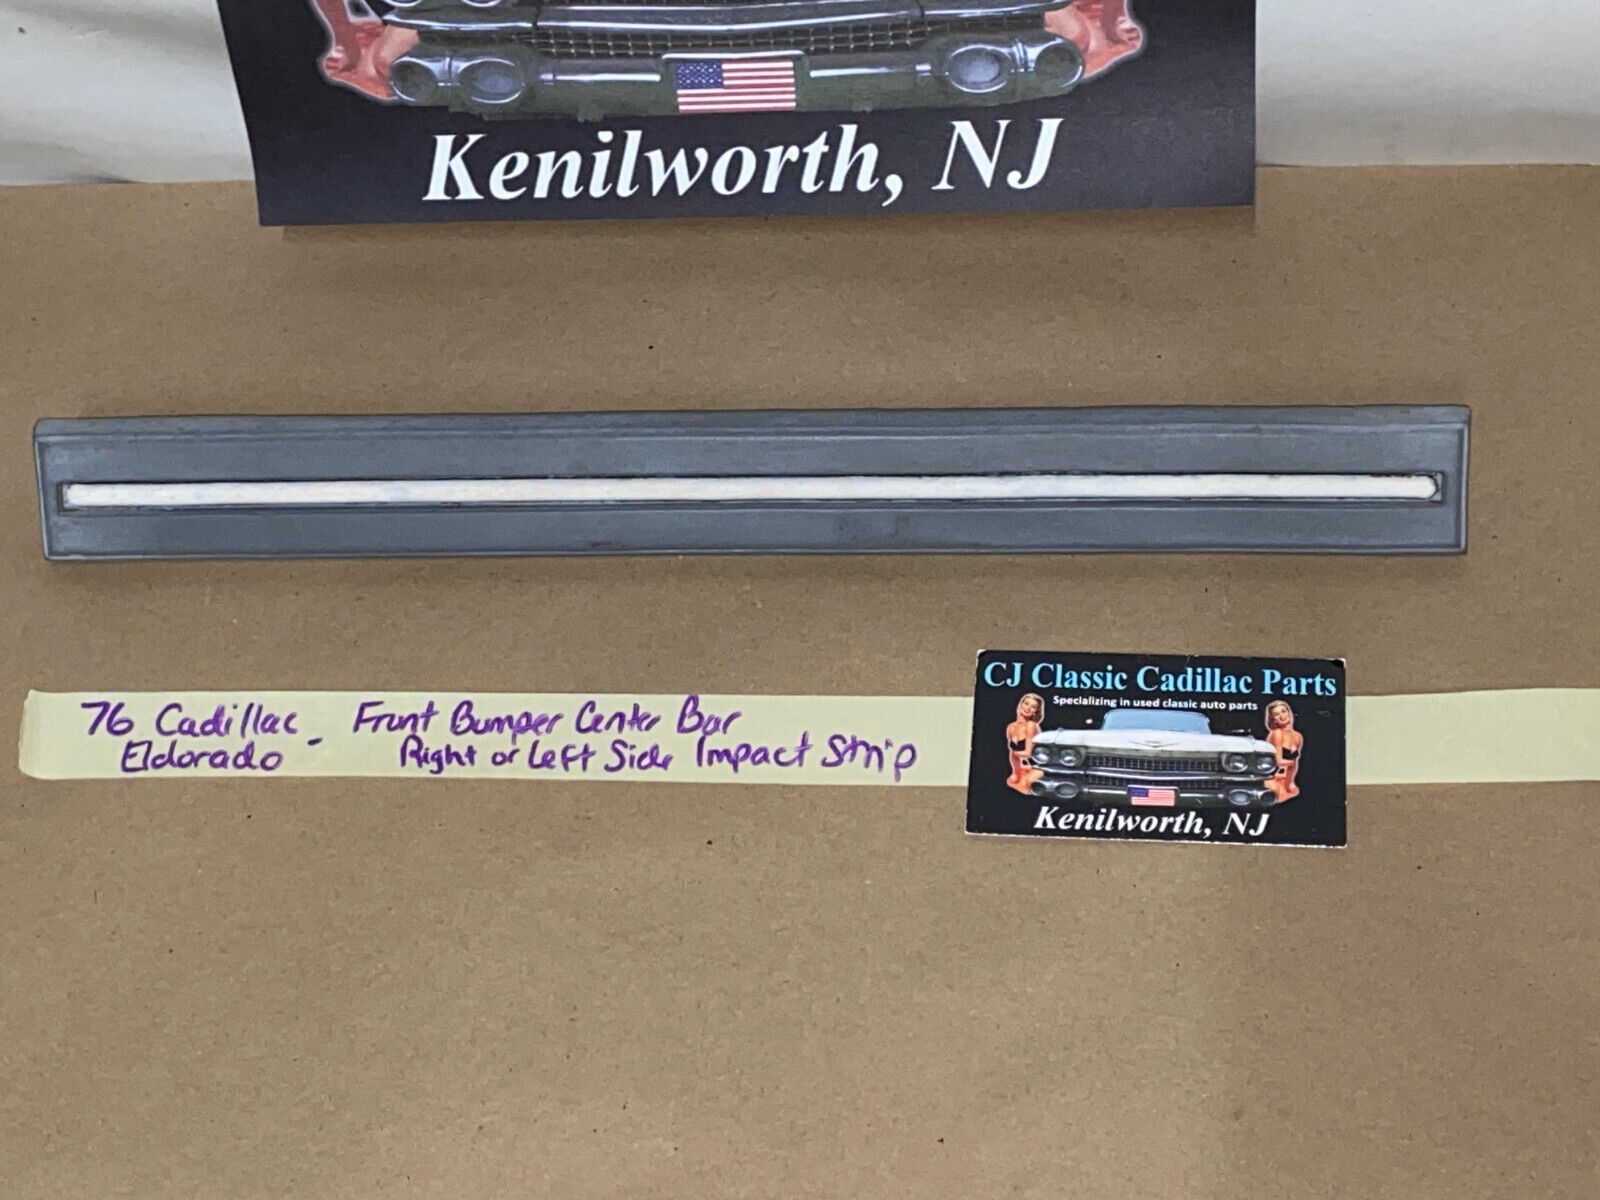 Kenilworth, NJ
76 Cadillac Eldorado - Front Bumper Center Bar
Right or Left Side Impact Strip
CJ Classic Cadillac Parts
Specializing in used classic auto parts
Kenilworth, NJ